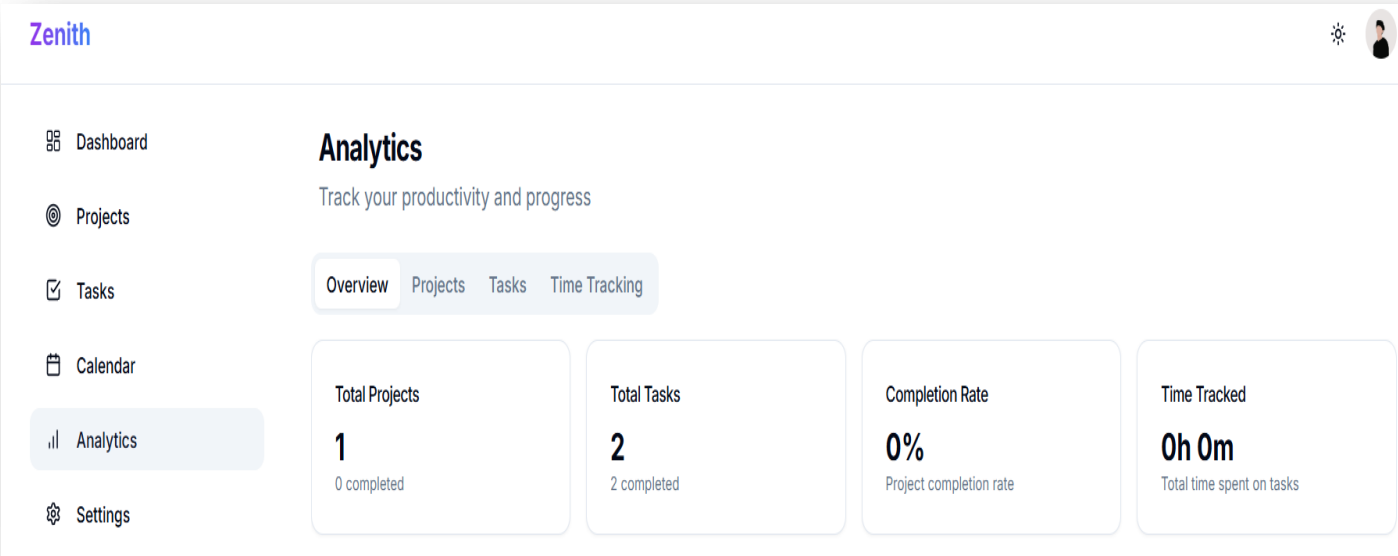 Zenith
Dashboard
Projects
Tasks
Calendar
Analytics
Settings
Analytics
Track your productivity and progress
Overview Projects Tasks Time Tracking
Total Projects
1
0 completed
Total Tasks
2
2 completed
Completion Rate
0%
Project completion rate
Time Tracked
0h 0m
Total time spent on tasks